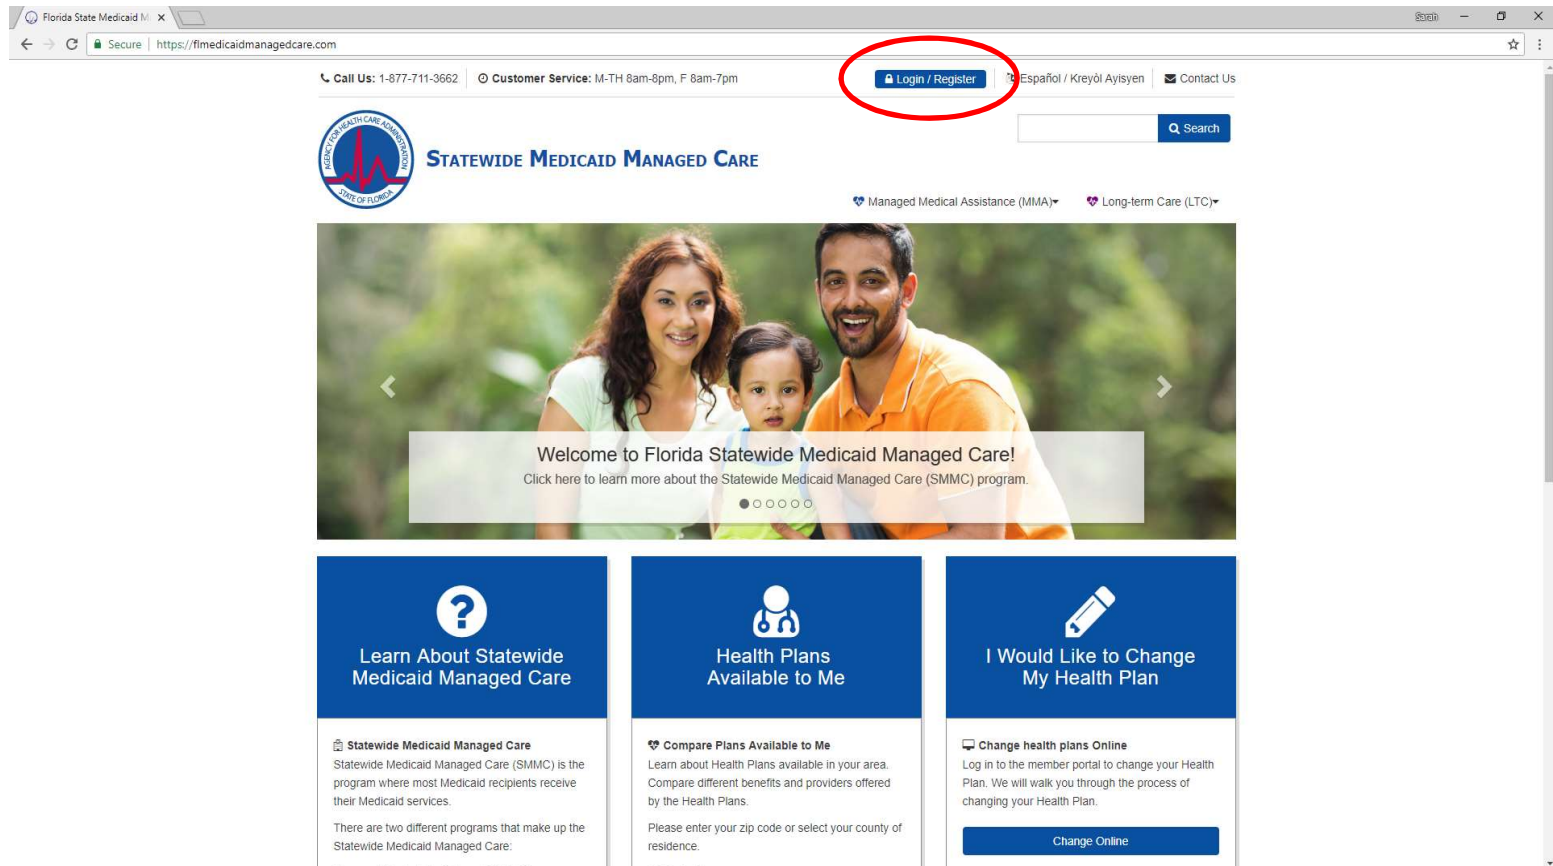 Florida State Medicaid M
Sarah
Secure | https://flmedicaidmanagedcare.com
Call Us: 1-877-711-3662
Customer Service: M-TH 8am-8pm, F 8am-7pm
Login / Register
Español / Kreyòl Ayisyen
Contact Us
AGENCY FOR HEALTH CARE ADMINISTRATION
STATE OF FLORIDA
STATEWIDE MEDICAID MANAGED CARE
Search
Managed Medical Assistance (MMA)
Long-term Care (LTC)
Welcome to Florida Statewide Medicaid Managed Care!
Click here to learn more about the Statewide Medicaid Managed Care (SMMC) program.
Learn About Statewide
Medicaid Managed Care
Statewide Medicaid Managed Care
Statewide Medicaid Managed Care (SMMC) is the
program where most Medicaid recipients receive
their Medicaid services.
There are two different programs that make up the
Statewide Medicaid Managed Care:
Health Plans
Available to Me
Compare Plans Available to Me
Learn about Health Plans available in your area.
Compare different benefits and providers offered
by the Health Plans.
Please enter your zip code or select your county of
residence.
I Would Like to Change
My Health Plan
Change health plans Online
Log in to the member portal to change your Health
Plan. We will walk you through the process of
changing your Health Plan.
Change Online